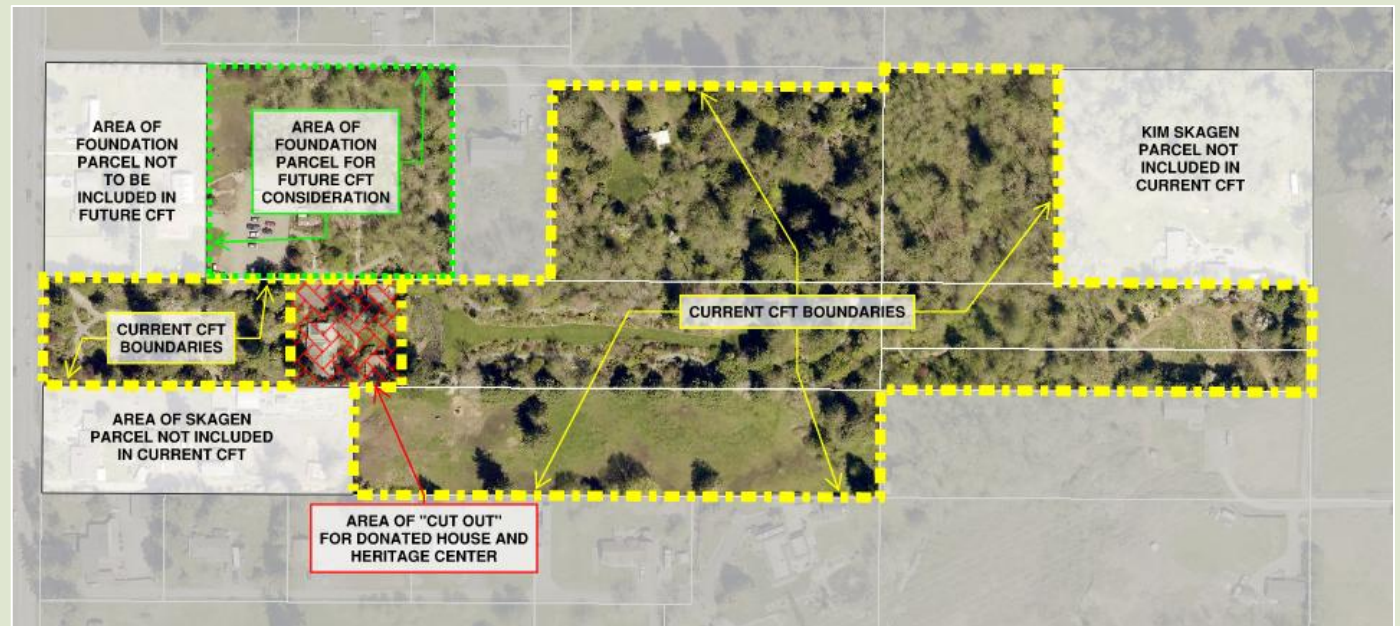 AREA OF
FOUNDATION
PARCEL NOT
TO BE
INCLUDED IN
FUTURE CFT
AREA OF
FOUNDATION
PARCEL FOR
FUTURE CFT
CONSIDERATION
KIM SKAGEN
PARCEL NOT
INCLUDED IN
CURRENT CFT
CURRENT CFT
BOUNDARIES
CURRENT CFT BOUNDARIES
AREA OF SKAGEN
PARCEL NOT INCLUDED
IN CURRENT CFT
AREA OF "CUT OUT"
FOR DONATED HOUSE AND
HERITAGE CENTER